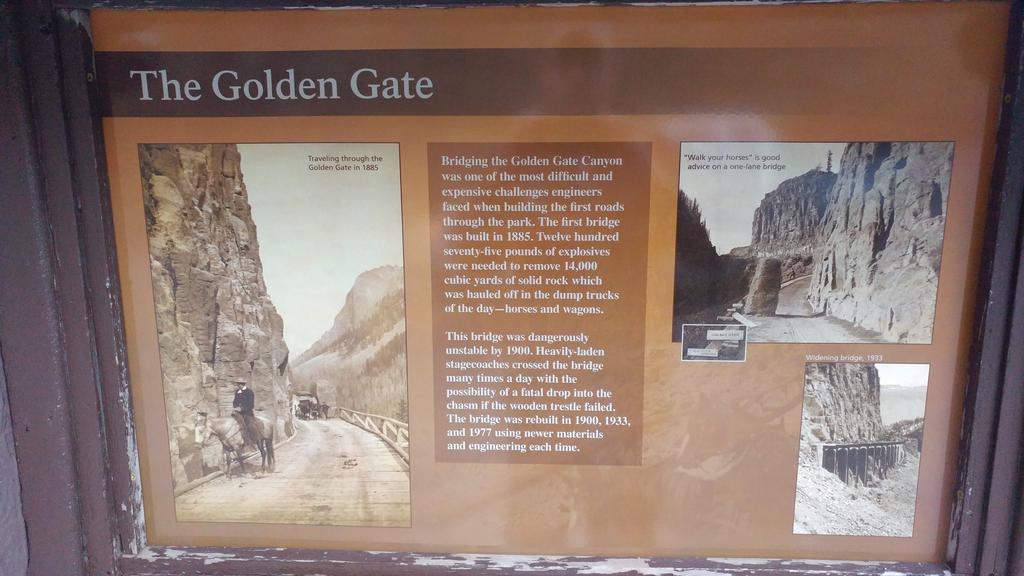 The Golden Gate
Traveling through the
Golden Gate in 1885
Bridging the Golden Gate Canyon
was one of the most difficult and
expensive challenges engineers
faced when building the first roads
through the park. The first bridge
was built in 1885. Twelve hundred
seventy-five pounds of explosives
were needed to remove 14,000
cubic yards of solid rock which
was hauled off in the dump trucks
of the day—horses and wagons.
This bridge was dangerously
unstable by 1900. Heavily-laden
stagecoaches crossed the bridge
many times a day with the
possibility of a fatal drop into the
chasm if the wooden trestle failed.
The bridge was rebuilt in 1900, 1933,
and 1977 using newer materials
and engineering each time.
"Walk your horses" is good
advice on a one-lane bridge
Widening bridge, 1933